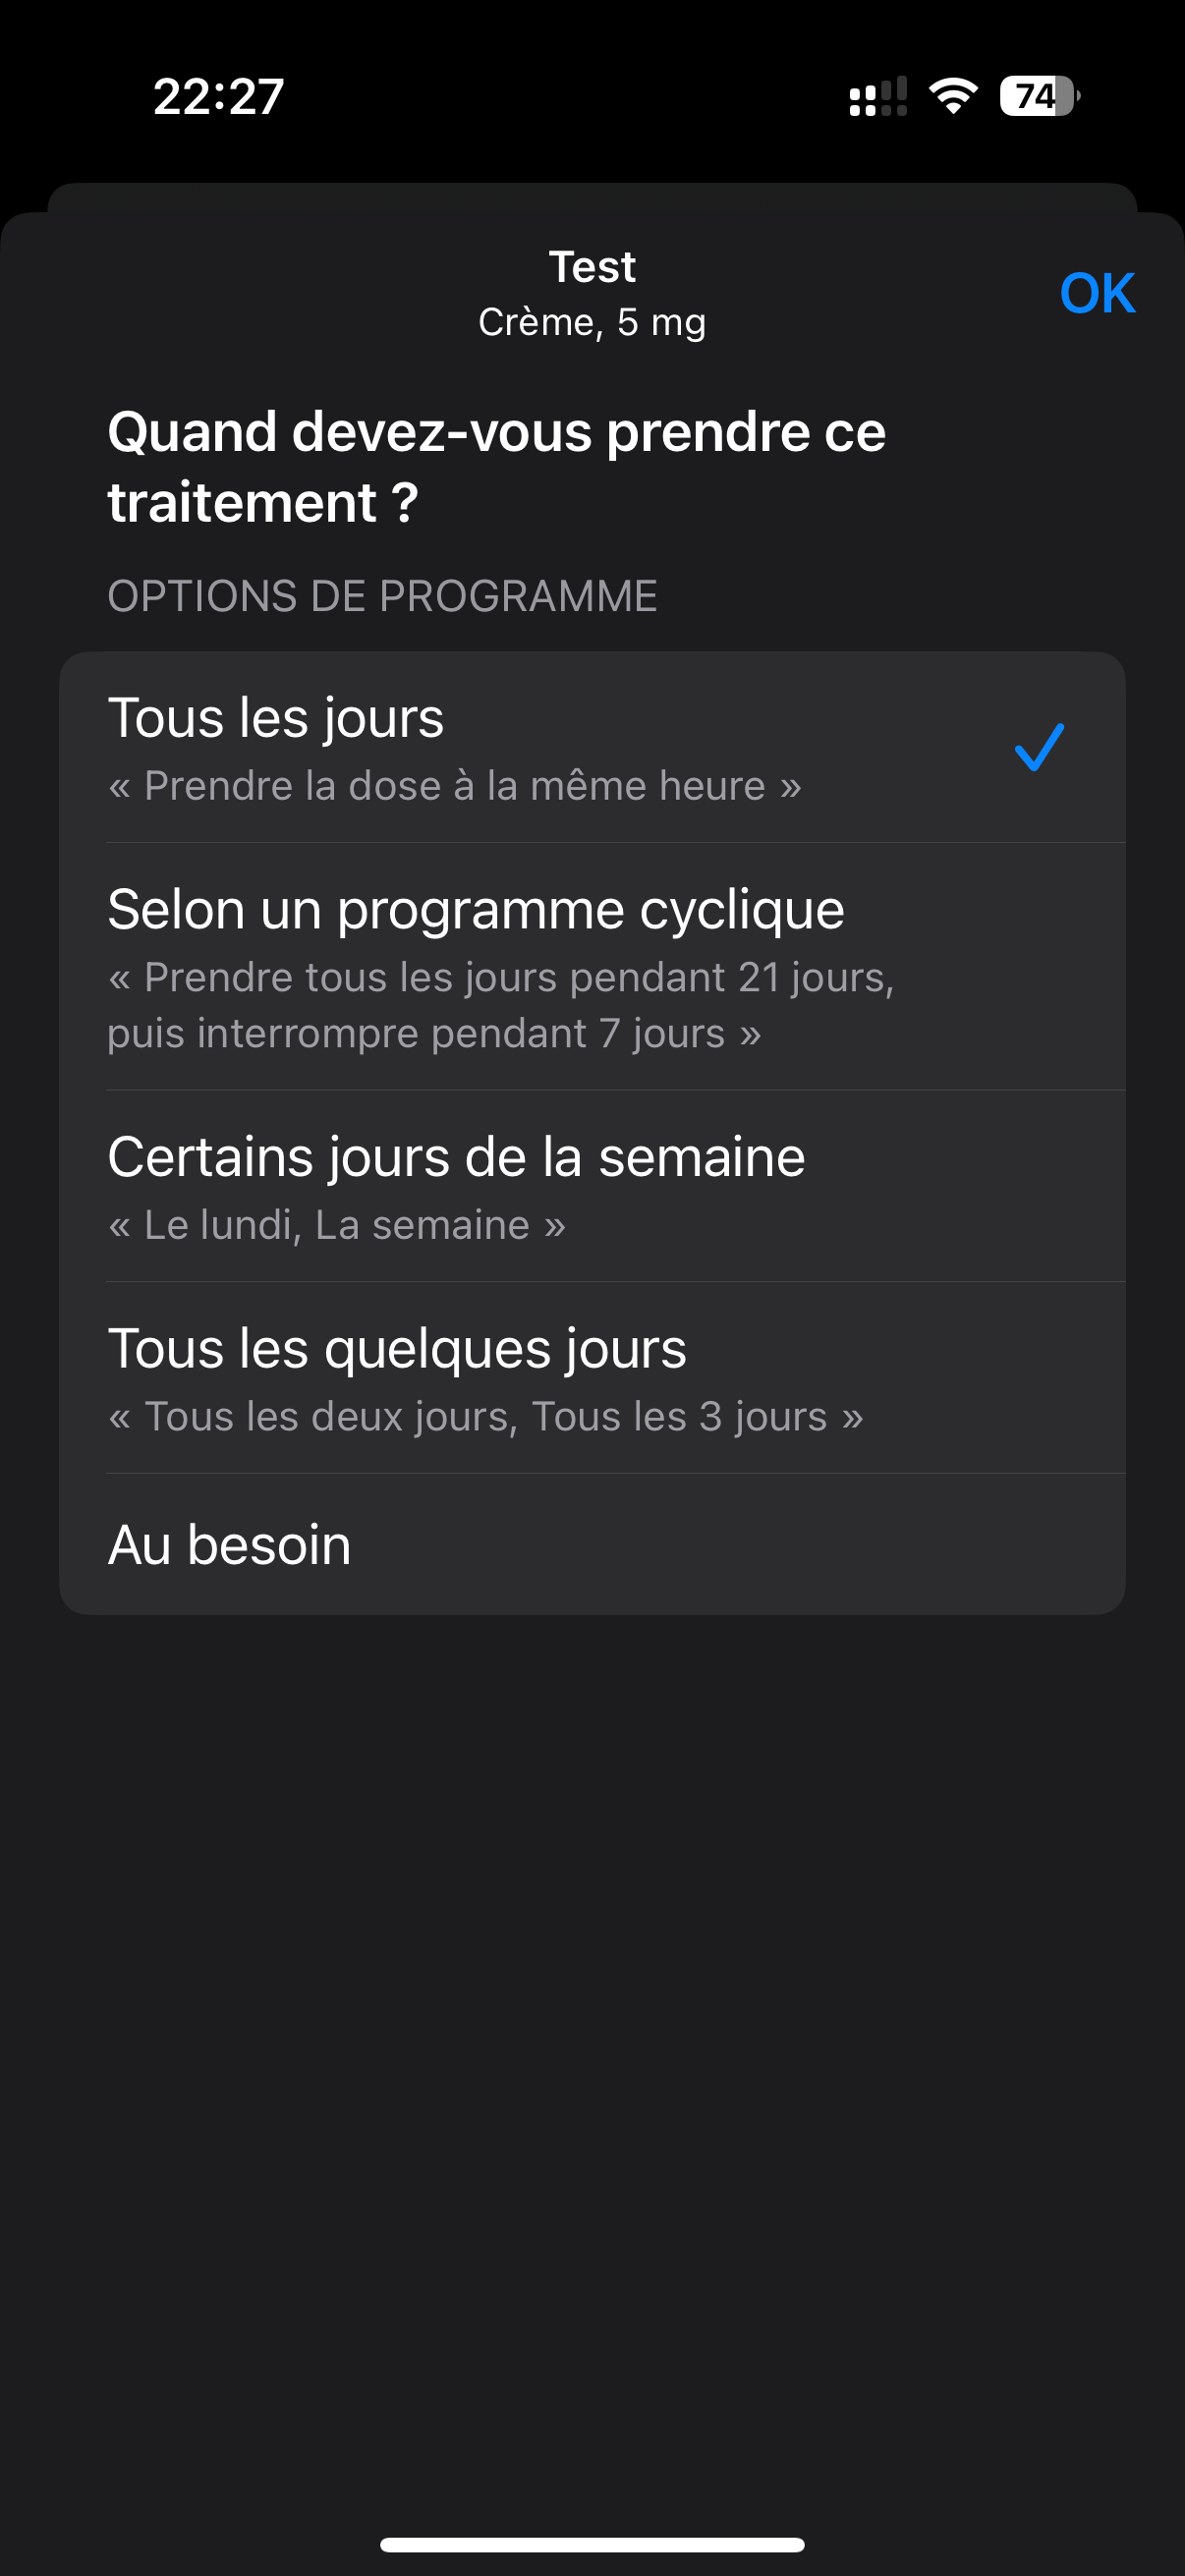 22:27
74
Test
OK
Crème, 5 mg
Quand devez-vous prendre ce
traitement ?
OPTIONS DE PROGRAMME
Tous les jours
« Prendre la dose à la même heure »
Selon un programme cyclique
« Prendre tous les jours pendant 21 jours,
puis interrompre pendant 7 jours »
Certains jours de la semaine
« Le lundi, La semaine »
Tous les quelques jours
« Tous les deux jours, Tous les 3 jours »
Au besoin